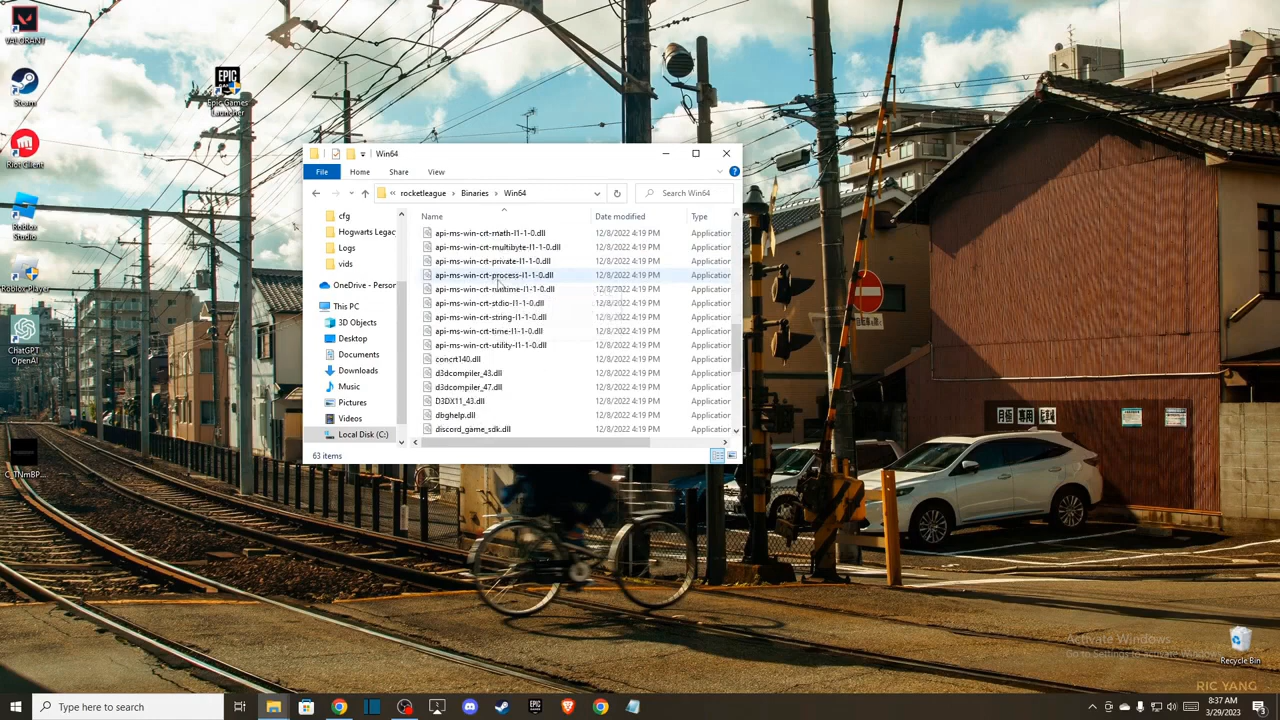 VALORANT
Steam
Riot Client
Roblox
Studio
Roblox Player
ChatGPT
OpenAI
EPIC
GAMES
Epic Games
Launcher
Win64
File
Home
Share
View
rocketleague
Binaries
Win64
Search Win64
cfg
Hogwarts Legac
Logs
vids
OneDrive - Person
This PC
3D Objects
Desktop
Documents
Downloads
Music
Pictures
Videos
Local Disk (C:)
Name
Date modified
Type
api-ms-win-crt-math-l1-1-0.dll 12/8/2022 4:19 PM Application
api-ms-win-crt-multibyte-l1-1-0.dll 12/8/2022 4:19 PM Application
api-ms-win-crt-private-l1-1-0.dll 12/8/2022 4:19 PM Application
api-ms-win-crt-process-l1-1-0.dll 12/8/2022 4:19 PM Application
api-ms-win-crt-runtime-l1-1-0.dll 12/8/2022 4:19 PM Application
api-ms-win-crt-stdio-l1-1-0.dll 12/8/2022 4:19 PM Application
api-ms-win-crt-string-l1-1-0.dll 12/8/2022 4:19 PM Application
api-ms-win-crt-time-l1-1-0.dll 12/8/2022 4:19 PM Application
api-ms-win-crt-utility-l1-1-0.dll 12/8/2022 4:19 PM Application
concrt140.dll 12/8/2022 4:19 PM Application
d3dcompiler_43.dll 12/8/2022 4:19 PM Application
d3dcompiler_47.dll 12/8/2022 4:19 PM Application
D3DX11_43.dll 12/8/2022 4:19 PM Application
dbghelp.dll 12/8/2022 4:19 PM Application
discord_game_sdk.dll 12/8/2022 4:19 PM Application
63 items
月極 専用 駐車場
Activate Windows
Go to Settings to activate Windows.
Recycle Bin
RIC YANG
Type here to search
8:37 AM
3/29/2023